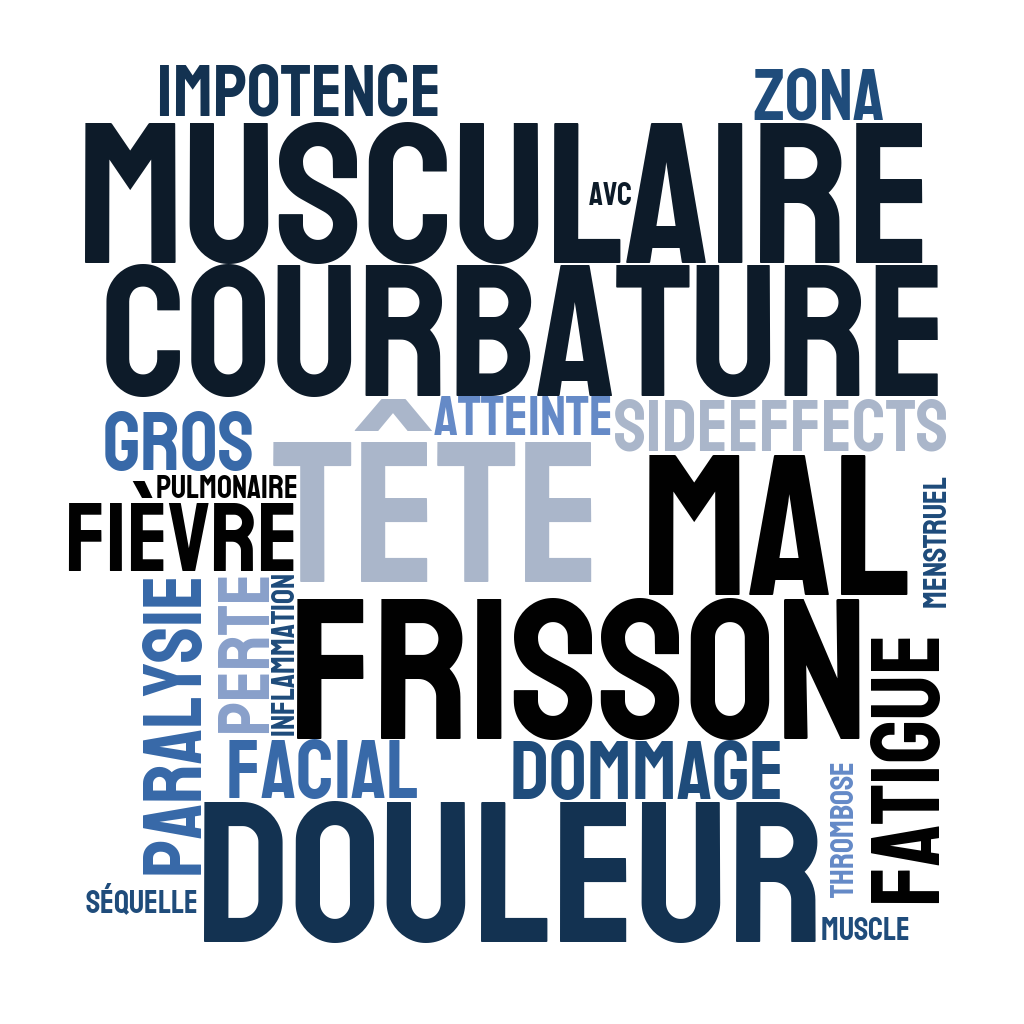 IMPOTENCE
ZONA
MUSCULAIRE
AVC
COURBATURE
GROS
ATTEINTE
SIDEEFFECTS
TÊTE
MAL
PULMONAIRE
FIÈVRE
MENSTRUEL
PARALYSIE
PERTE
INFLAMMATION
FRISSON
FATIGUE
FACIAL
DOMMAGE
THROMBOSE
DOULEUR
SÉQUELLE
MUSCLE